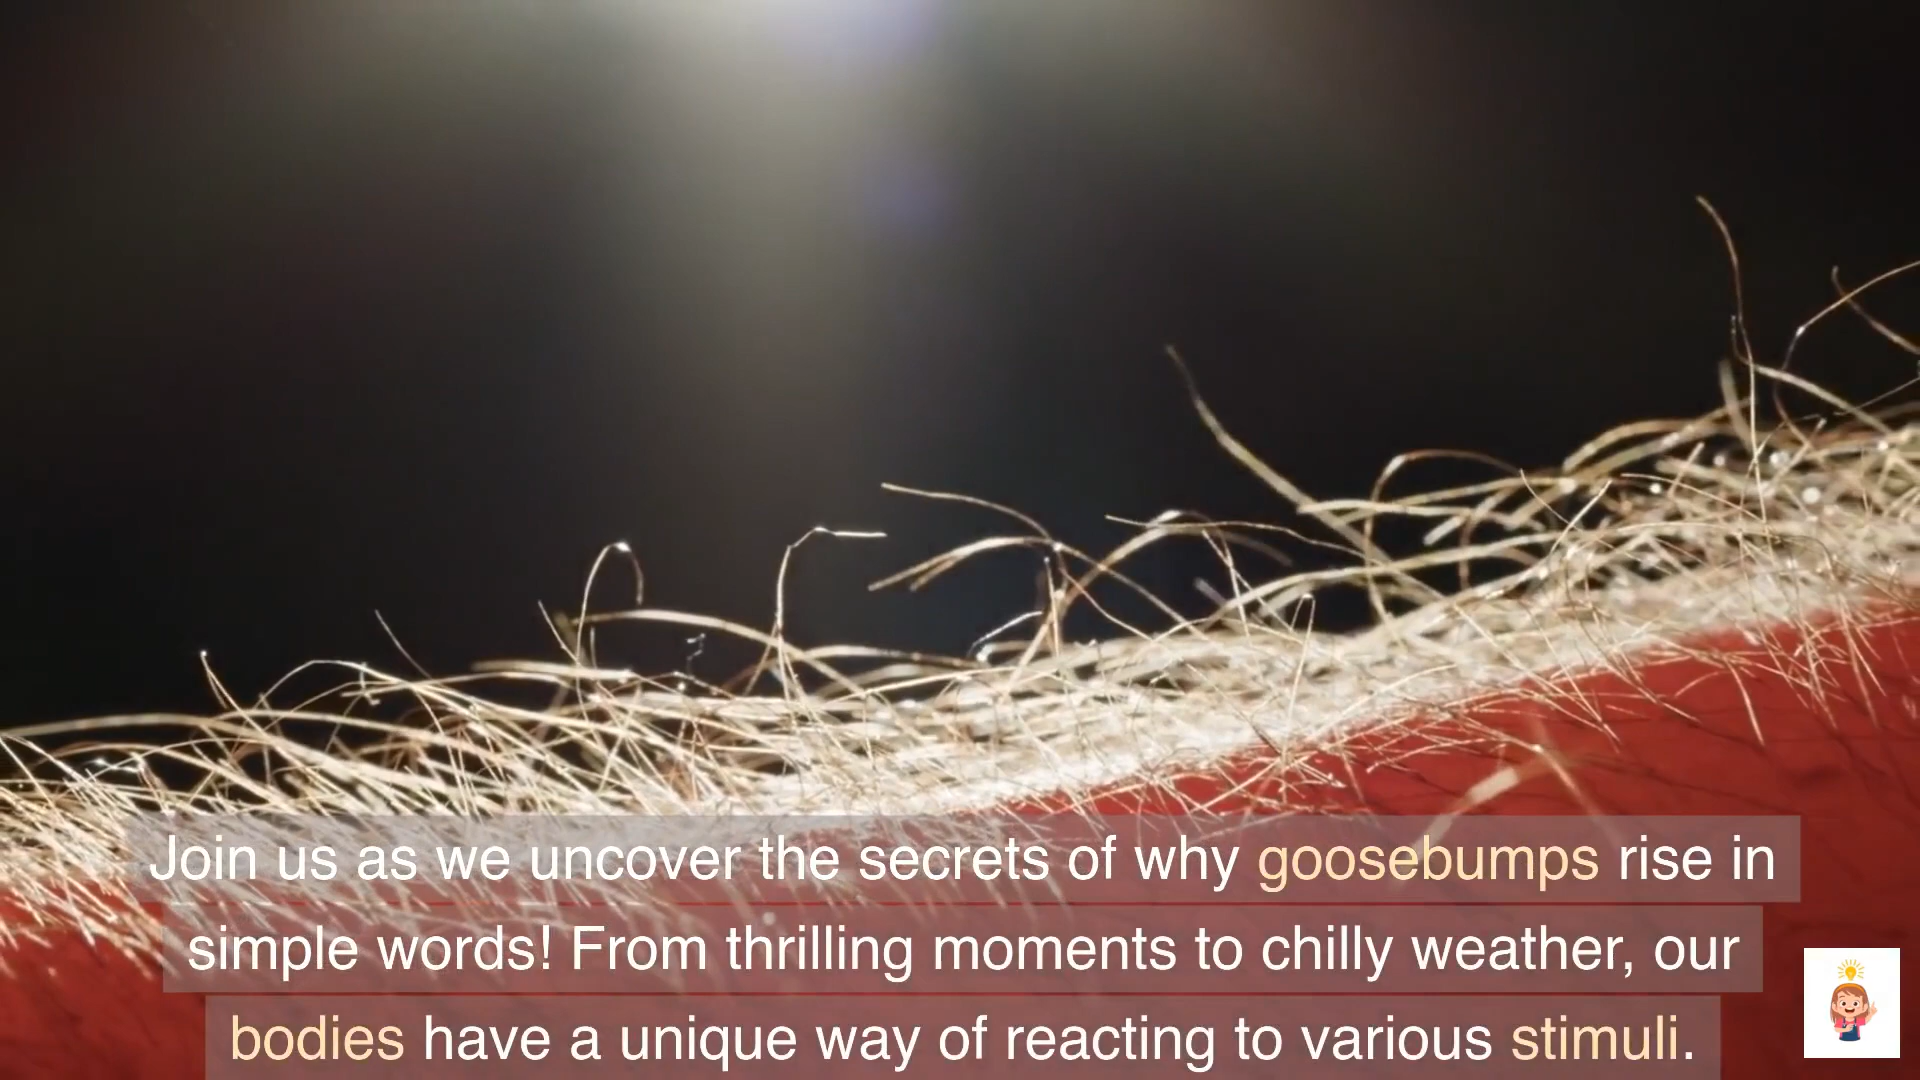 Join us as we uncover the secrets of why goosebumps rise in
simple words! From thrilling moments to chilly weather, our
bodies have a unique way of reacting to various stimuli.